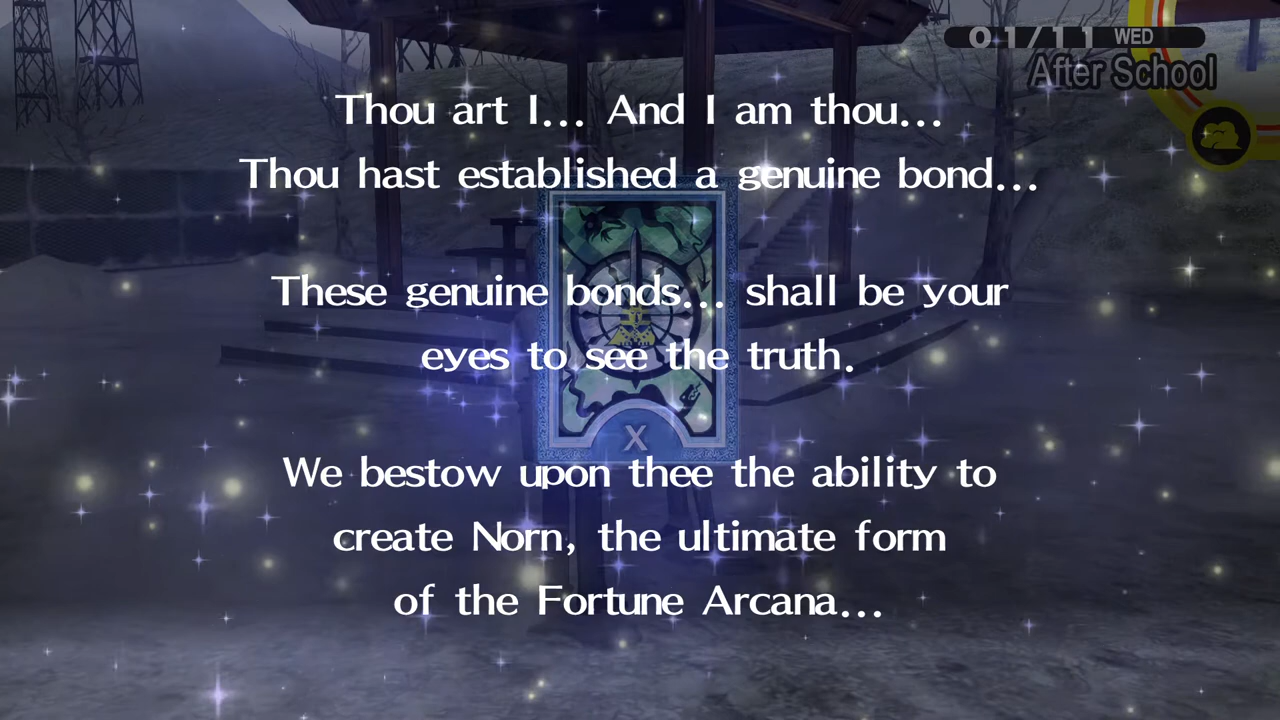 01/11 WED
After School
Thou art I... And I am thou...
Thou hast established a genuine bond...
These genuine bonds... shall be your
eyes to see the truth.
X
We bestow upon thee the ability to
create Norn, the ultimate form
of the Fortune Arcana...